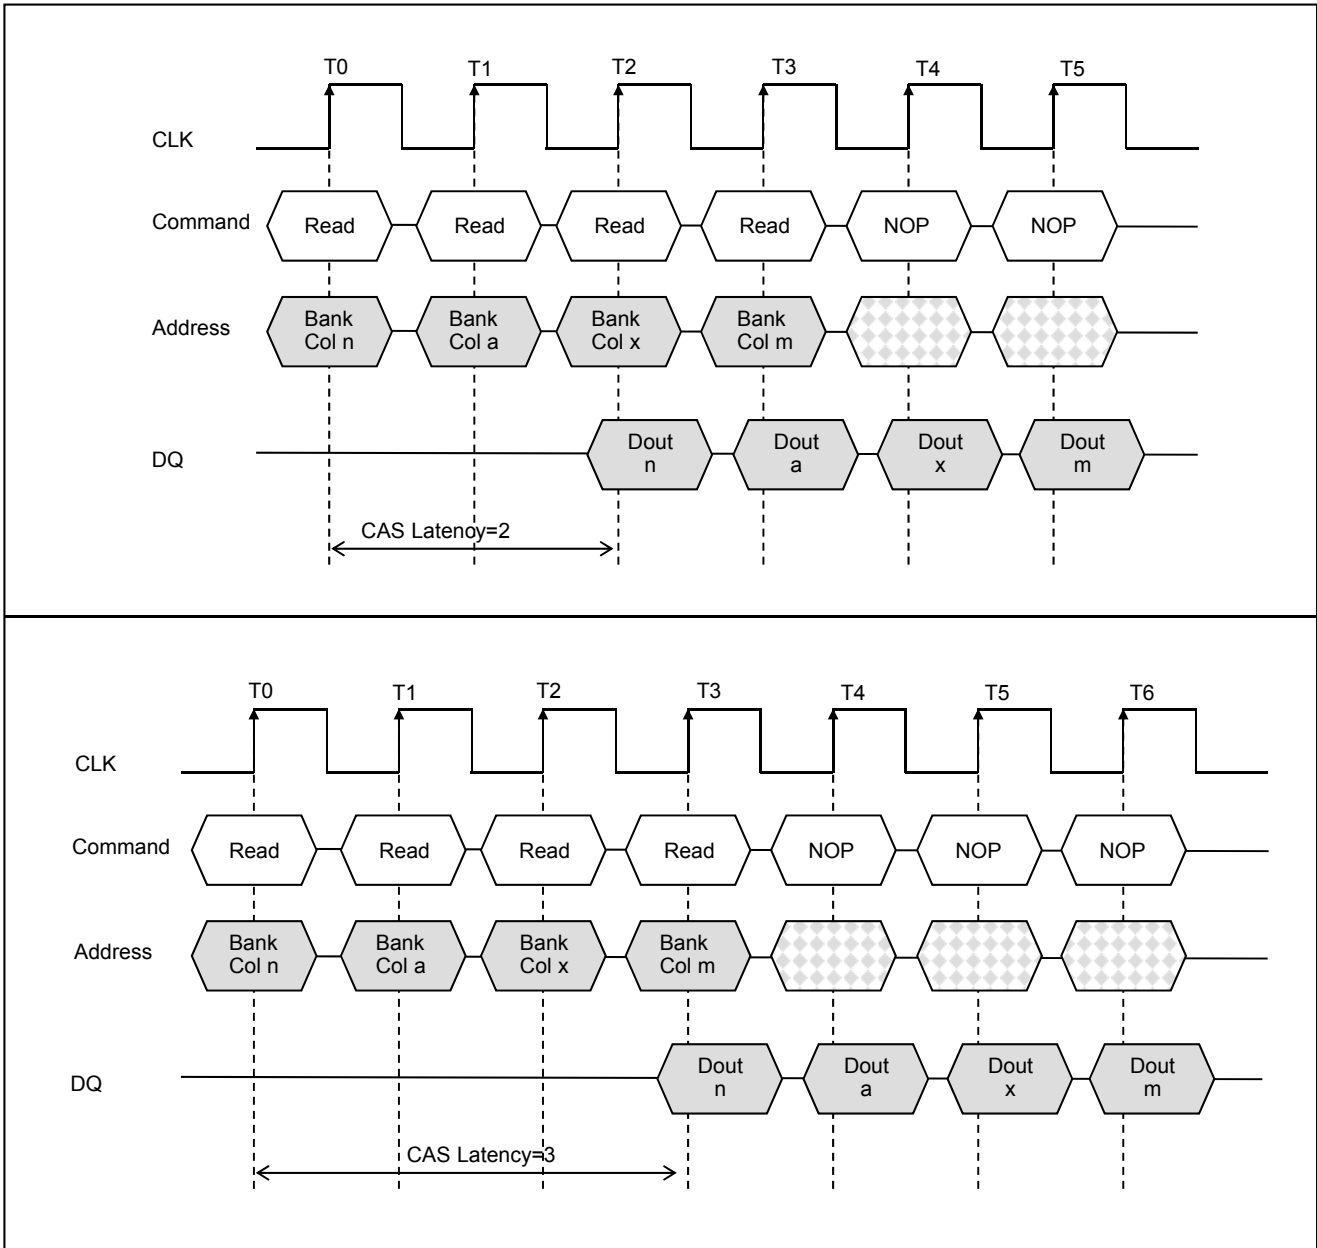 T0 T1 T2 T3 T4 T5
CLK
Command Read Read Read Read NOP NOP
Address
Bank Col n
Bank Col a
Bank Col x
Bank Col m
DQ
Dout n
Dout a
Dout x
Dout m
CAS Latency=2
T0 T1 T2 T3 T4 T5 T6
CLK
Command Read Read Read Read NOP NOP NOP
Address
Bank Col n
Bank Col a
Bank Col x
Bank Col m
DQ
Dout n
Dout a
Dout x
Dout m
CAS Latency=3